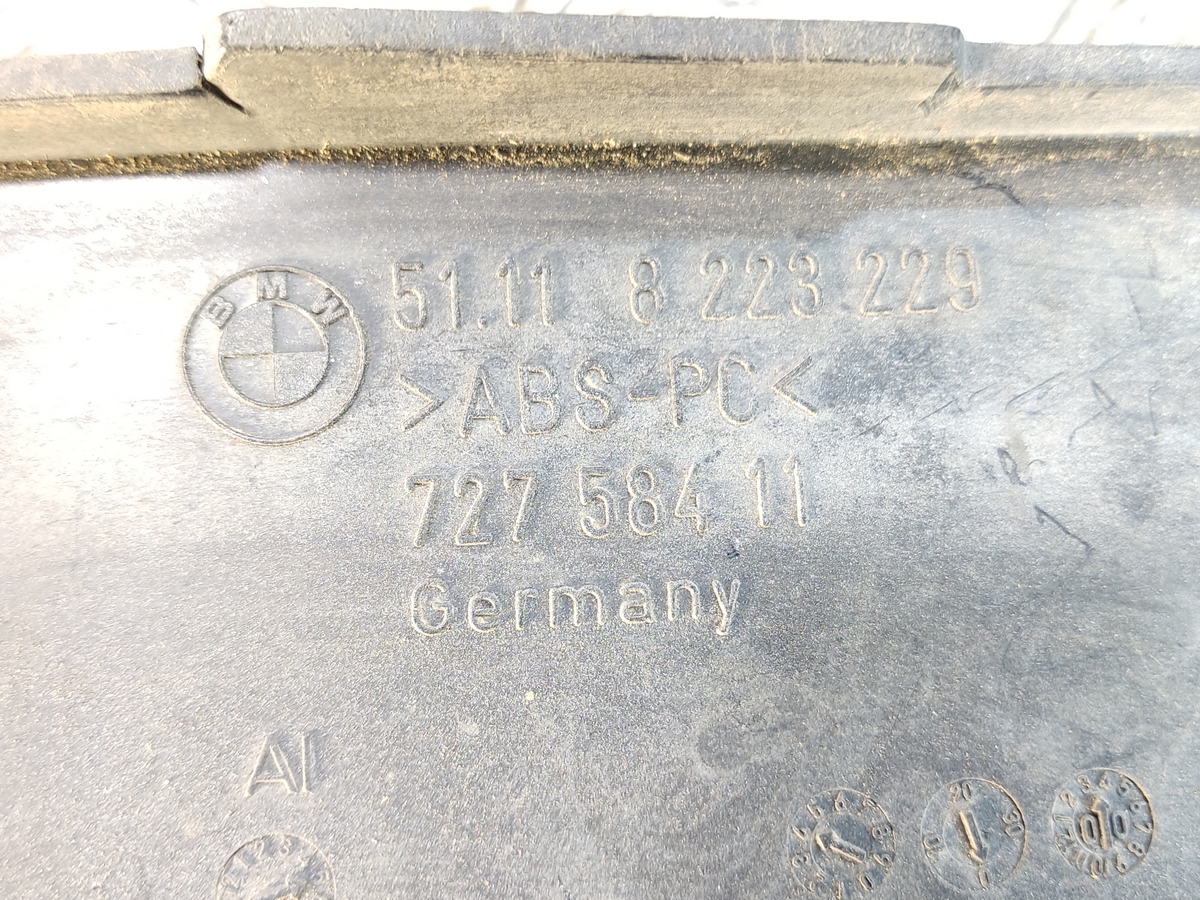 BMW
51.11 8 223 229
>ABS-PC<
727 584 11
Germany
AI